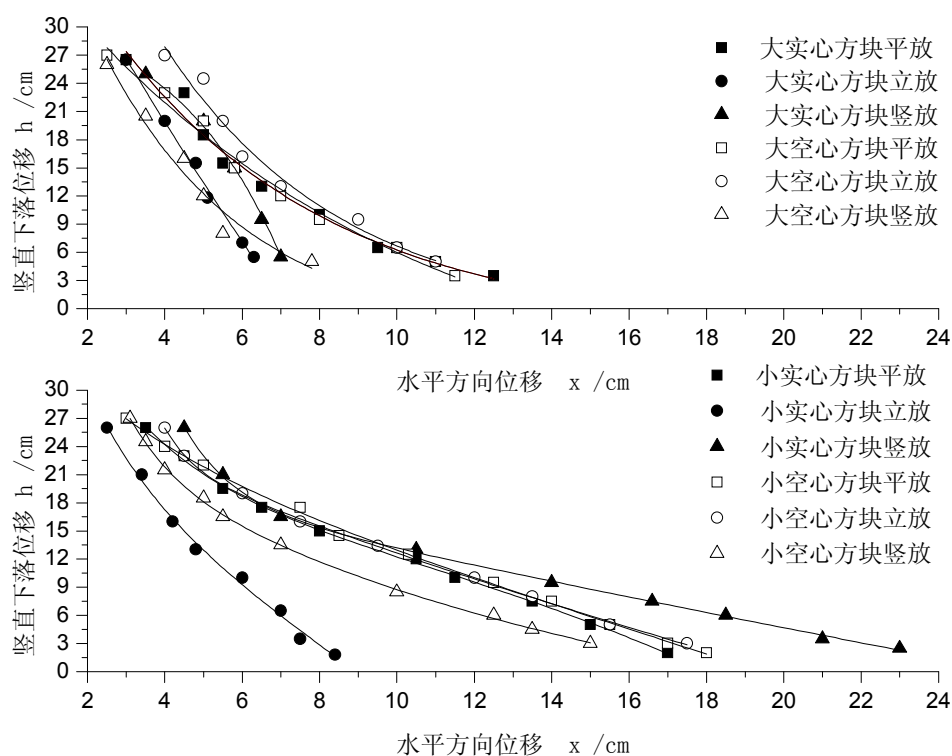 30
27
24
21
18
15
12
9
6
3
0
竖直下落位移 h /cm
2 4 6 8 10 12 14 16 18 20 22 24
水平方向位移 x /cm
大实心方块平放
大实心方块立放
大实心方块竖放
大空心方块平放
大空心方块立放
大空心方块竖放
30
27
24
21
18
15
12
9
6
3
0
竖直下落位移 h /cm
2 4 6 8 10 12 14 16 18 20 22 24
水平方向位移 x /cm
小实心方块平放
小实心方块立放
小实心方块竖放
小空心方块平放
小空心方块立放
小空心方块竖放